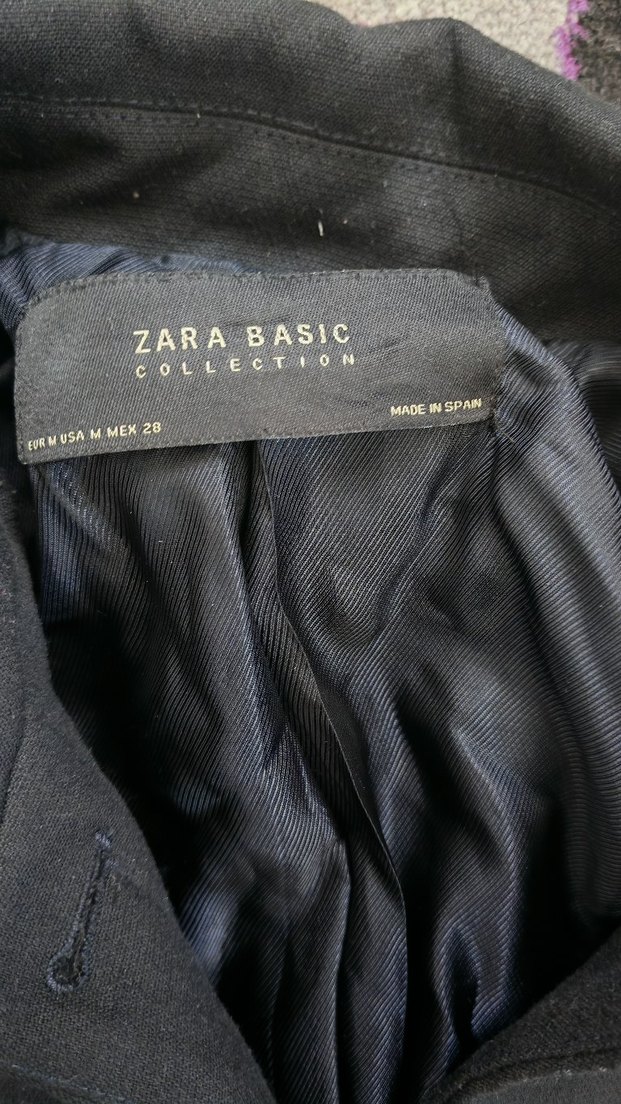 ZARA BASIC
COLLECTION
MADE IN SPAIN
EUR M USA M MEX 28